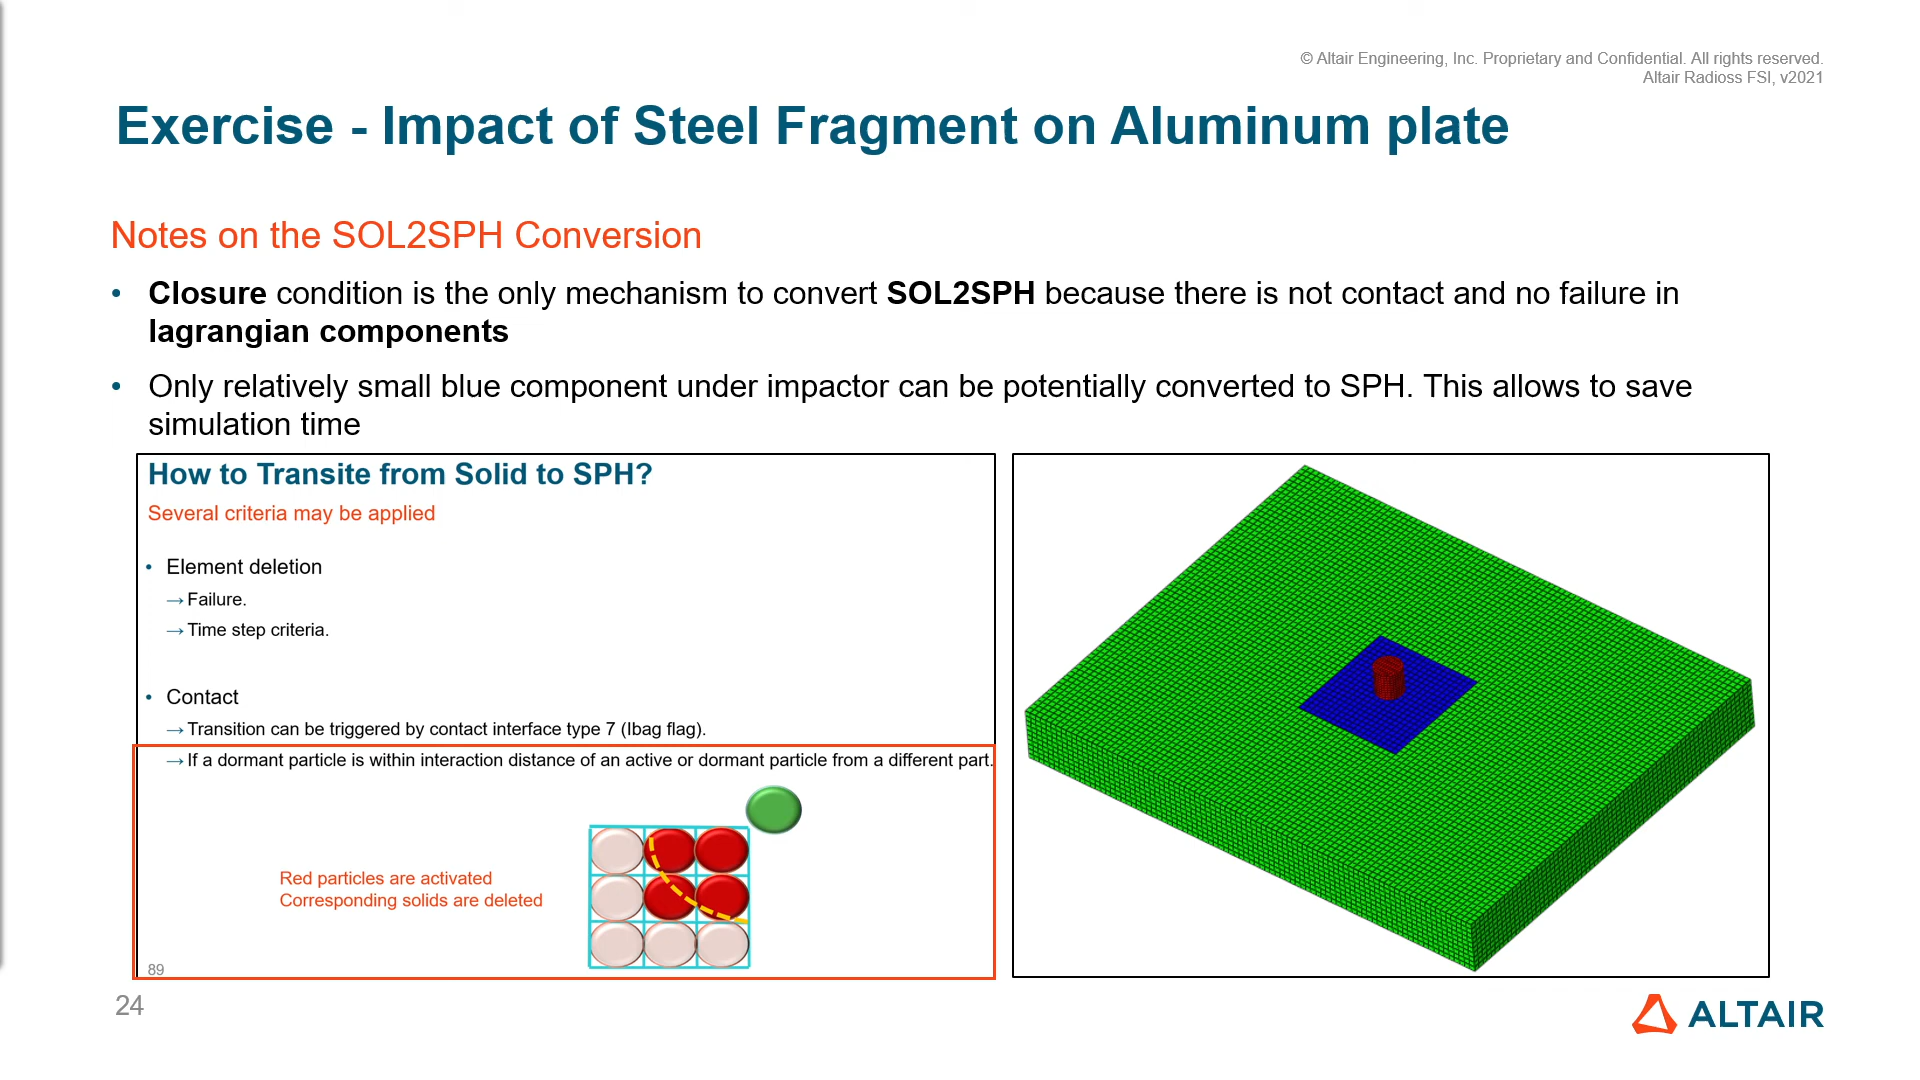 © Altair Engineering, Inc. Proprietary and Confidential. All rights reserved.
Altair Radioss FSI, v2021
Exercise - Impact of Steel Fragment on Aluminum plate
Notes on the SOL2SPH Conversion
• Closure condition is the only mechanism to convert SOL2SPH because there is not contact and no failure in
lagrangian components
• Only relatively small blue component under impactor can be potentially converted to SPH. This allows to save
simulation time
How to Transite from Solid to SPH?
Several criteria may be applied
• Element deletion
→ Failure.
→ Time step criteria.
• Contact
→ Transition can be triggered by contact interface type 7 (Ibag flag).
→ If a dormant particle is within interaction distance of an active or dormant particle from a different part.
Red particles are activated
Corresponding solids are deleted
89
24
ALTAIR